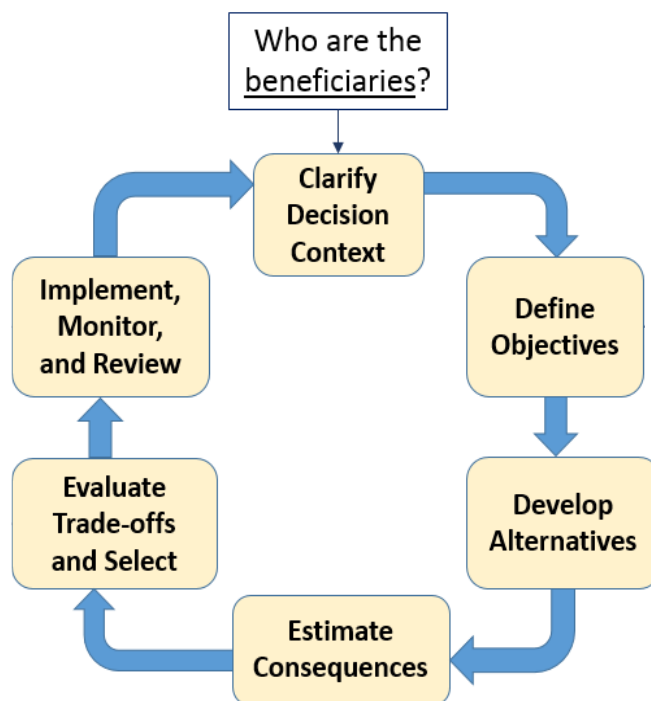 Who are the
beneficiaries?
Clarify
Decision
Context
Define
Objectives
Develop
Alternatives
Estimate
Consequences
Evaluate
Trade-offs
and Select
Implement,
Monitor,
and Review